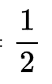 = 1/2